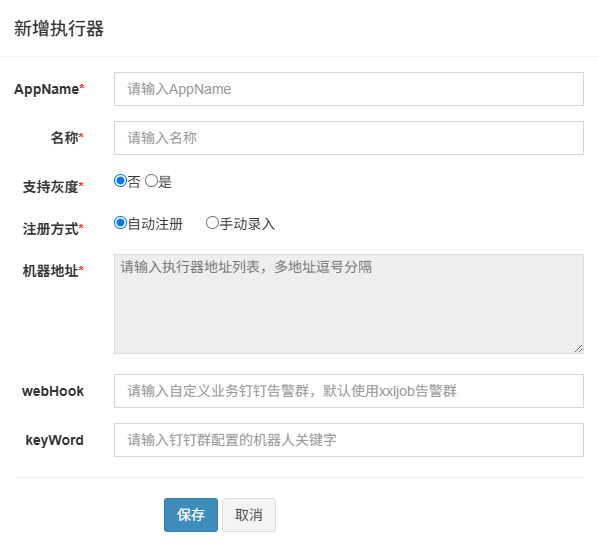 新增执行器
AppName* 请输入AppName
名称* 请输入名称
支持灰度* 否 是
注册方式* 自动注册 手动录入
机器地址* 请输入执行器地址列表，多地址逗号分隔
webHook 请输入自定义业务钉钉告警群，默认使用xxljob告警群
keyWord 请输入钉钉群配置的机器人关键字
保存 取消